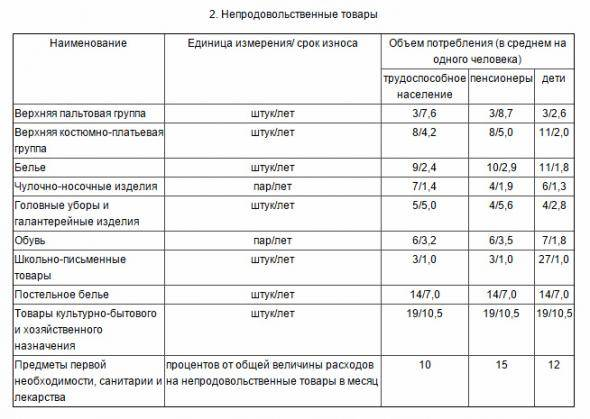 2. Непродовольственные товары
Наименование Единица измерения/ срок износа Объем потребления (в среднем на
одного человека)
трудоспособное
население пенсионеры дети
Верхняя пальтовая группа штук/лет 3/7,6 3/8,7 3/2,6
Верхняя костюмно-платьевая
группа штук/лет 8/4,2 8/5,0 11/2,0
Белье штук/лет 9/2,4 10/2,9 11/1,8
Чулочно-носочные изделия пар/лет 7/1,4 4/1,9 6/1,3
Головные уборы и
галантерейные изделия штук/лет 5/5,0 4/5,6 4/2,8
Обувь пар/лет 6/3,2 6/3,5 7/1,8
Школьно-письменные
товары штук/лет 3/1,0 3/1,0 27/1,0
Постельное белье штук/лет 14/7,0 14/7,0 14/7,0
Товары культурно-бытового
и хозяйственного
назначения штук/лет 19/10,5 19/10,5 19/10,5
Предметы первой
необходимости, санитарии и
лекарства процентов от общей величины расходов
на непродовольственные товары в месяц 10 15 12